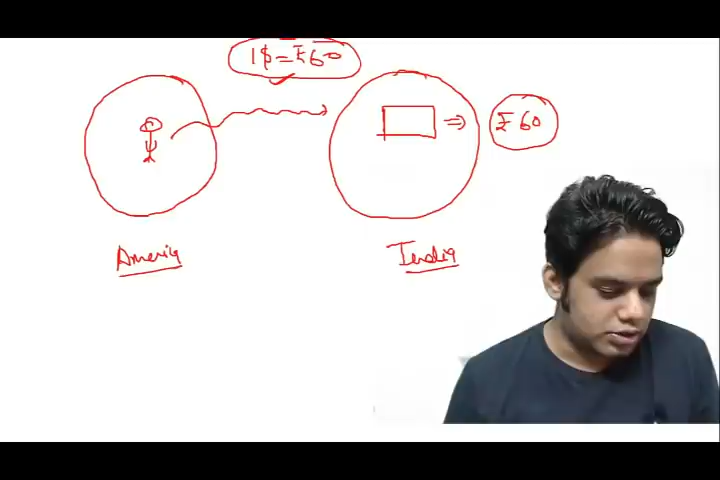 1$ = ₹60
⇒ ₹60
America
India